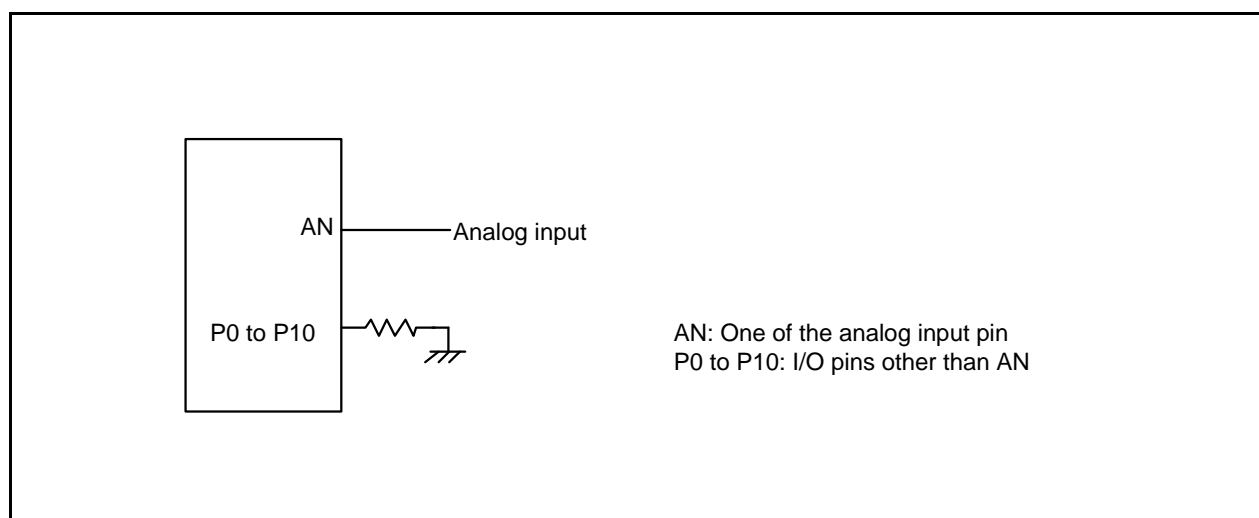 AN
Analog input
P0 to P10
AN: One of the analog input pin
P0 to P10: I/O pins other than AN